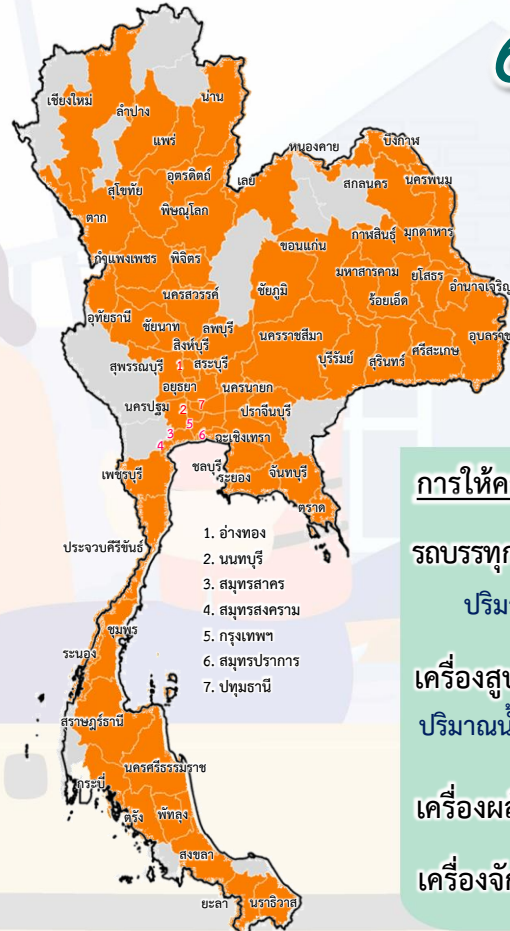 เชียงใหม่
น่าน
ลำปาง
แพร่
อุตรดิตถ์
สุโขทัย
ตาก
พิษณุโลก
กำแพงเพชร
พิจิตร
นครสวรรค์
อุทัยธานี
ชัยนาท
ลพบุรี
สิงห์บุรี
1
สระบุรี
สุพรรณบุรี
อยุธยา
นครนายก
นครปฐม
2
7
ปราจีนบุรี
5
3
6
4
ฉะเชิงเทรา
เลย
หนองคาย
บึงกาฬ
สกลนคร
นครพนม
ขอนแก่น
กาฬสินธุ์
มุกดาหาร
ชัยภูมิ
มหาสารคาม
ยโสธร
ร้อยเอ็ด
อำนาจเจริญ
นครราชสีมา
บุรีรัมย์
สุรินทร์
ศรีสะเกษ
เพชรบุรี
ชลบุรี
ระยอง
จันทบุรี
ตราด
ประจวบคีรีขันธ์
ชุมพร
ระนอง
สุราษฎร์ธานี
นครศรีธรรมราช
กระบี่
ตรัง
พัทลุง
สงขลา
ยะลา
นราธิวาส
1. อ่างทอง
2. นนทบุรี
3. สมุทรสาคร
4. สมุทรสงคราม
5. กรุงเทพฯ
6. สมุทรปราการ
7. ปทุมธานี
การให้
รถบรรทุก